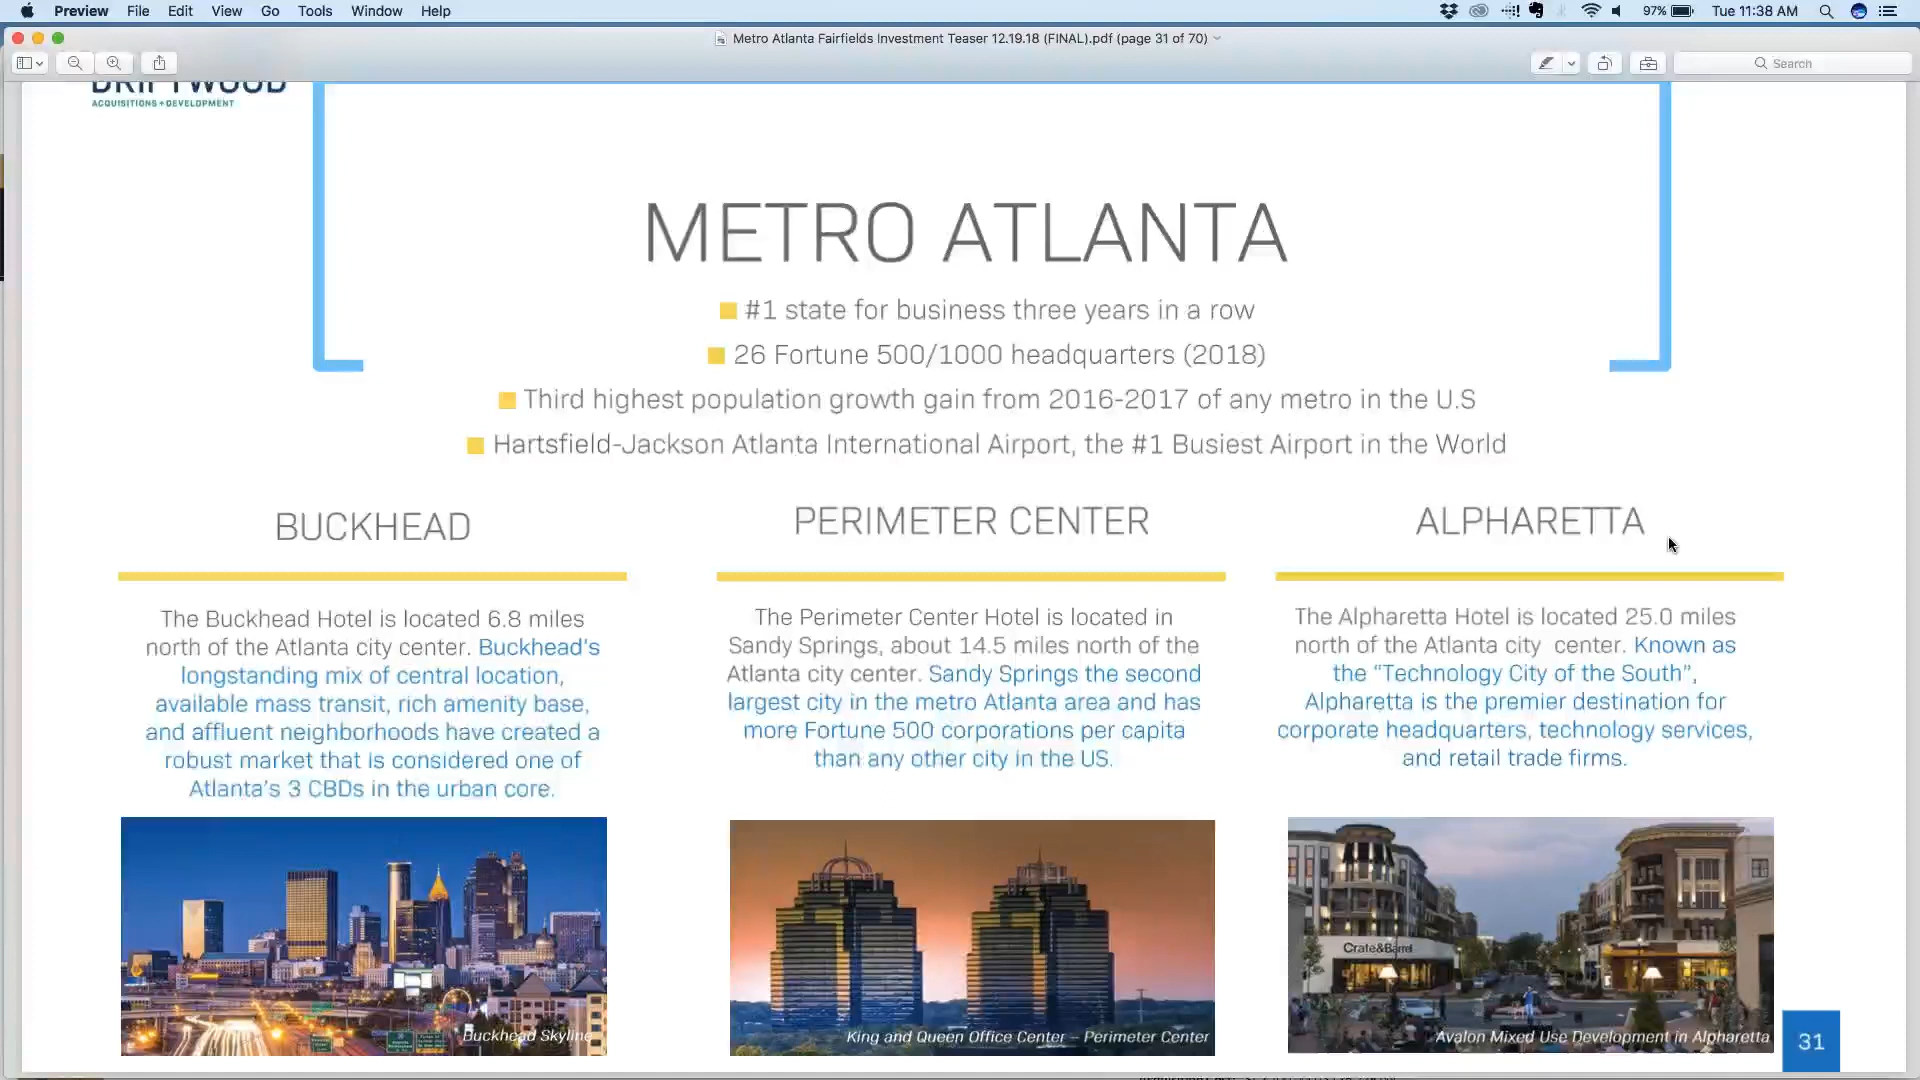 Preview File Edit View Go Tools Window Help
97% Tue 11:38 AM
Metro Atlanta Fairfields Investment Teaser 12.19.18 (FINAL).pdf (page 31 of 70)
Search
DRIFTWOOD
ACQUISITIONS + DEVELOPMENT
METRO ATLANTA
#1 state for business three years in a row
26 Fortune 500/1000 headquarters (2018)
Third highest population growth gain from 2016-2017 of any metro in the U.S
Hartsfield-Jackson Atlanta International Airport, the #1 Busiest Airport in the World
BUCKHEAD
The Buckhead Hotel is located 6.8 miles
north of the Atlanta city center. Buckhead's
longstanding mix of central location,
available mass transit, rich amenity base,
and affluent neighborhoods have created a
robust market that is considered one of
Atlanta's 3 CBDs in the urban core.
Buckhead Skyline
PERIMETER CENTER
The Perimeter Center Hotel is located in
Sandy Springs, about 14.5 miles north of the
Atlanta city center. Sandy Springs the second
largest city in the metro Atlanta area and has
more Fortune 500 corporations per capita
than any other city in the US.
King and Queen Office Center – Perimeter Center
ALPHARETTA
The Alpharetta Hotel is located 25.0 miles
north of the Atlanta city center. Known as
the “Technology City of the South”,
Alpharetta is the premier destination for
corporate headquarters, technology services,
and retail trade firms.
Crate&Barrel
Avalon Mixed Use Development in Alpharetta
31